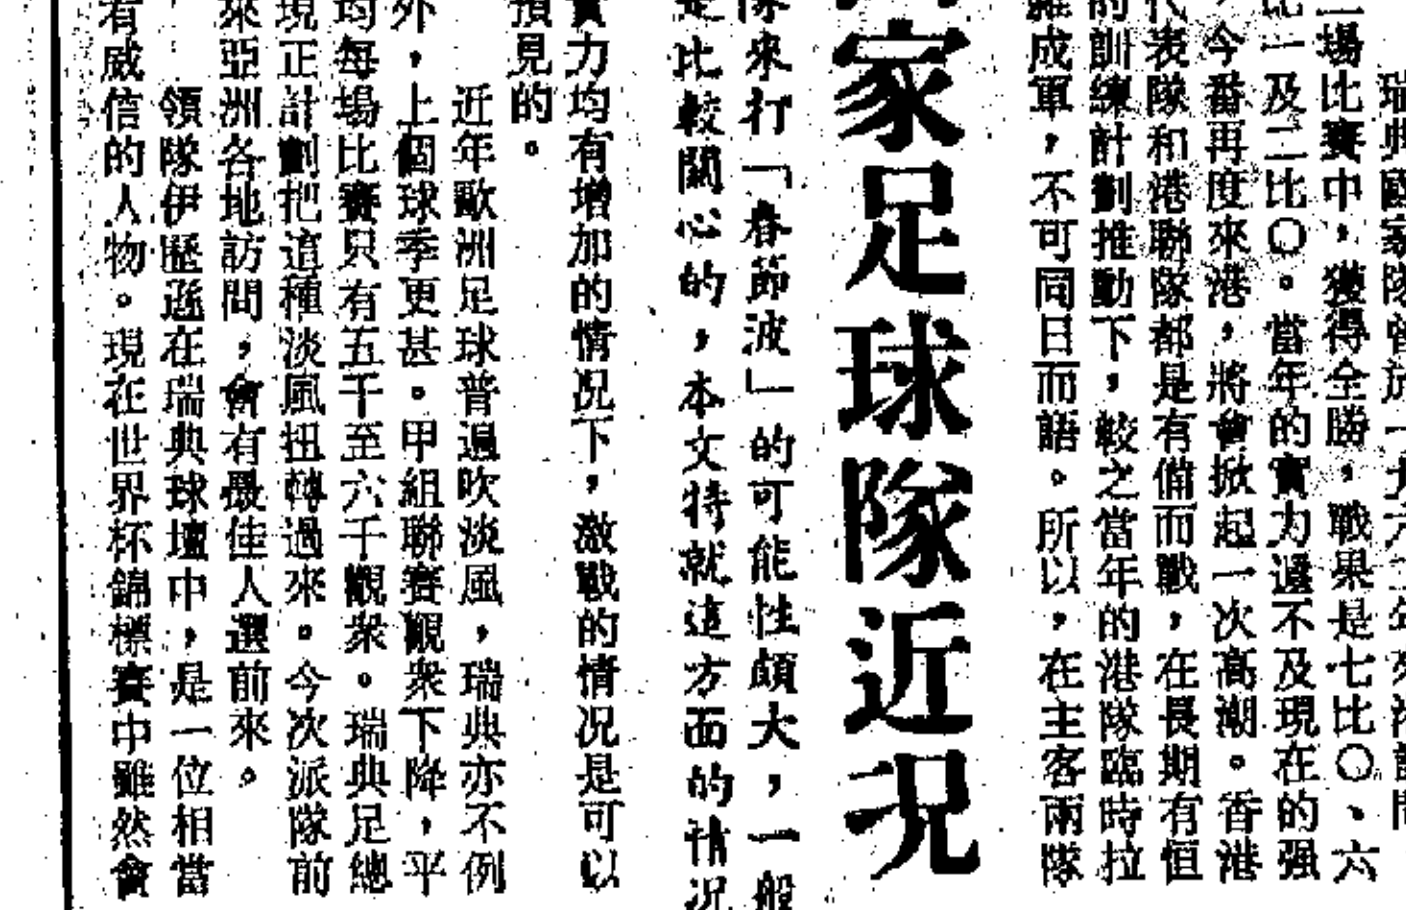 瑞典國家隊曾於一九六二年來港訪問
二場比賽中，獲得全勝，戰果是七比〇、六
比一及二比〇。當年的實力還不及現在的强
，今番再度來港，將會掀起一次高潮。香港
代表隊和港聯隊都是有備而戰，在長期有恒
的訓練計劃推動下，較之當年的港隊臨時拉
雜成軍，不可同日而語。所以，在主客兩隊
家足球隊近況
隊來打「春節波」的可能性頗大，一般
是比較關心的，本文特就這方面的情況
實力均有增加的情況下，激戰的情況是可以
預見的。
近年歐洲足球普遍吹淡風，瑞典亦不例
外，上個球季更甚。甲組聯賽觀衆下降，平
均每場比賽只有五千至六千觀衆。瑞典足總
現正計劃把這種淡風扭轉過來。今次派隊前
來亞洲各地訪問，會有最佳人選前來。
領隊伊歷遜在瑞典球壇中，是一位相當
有威信的人物。現在世界杯錦標賽中雖然會